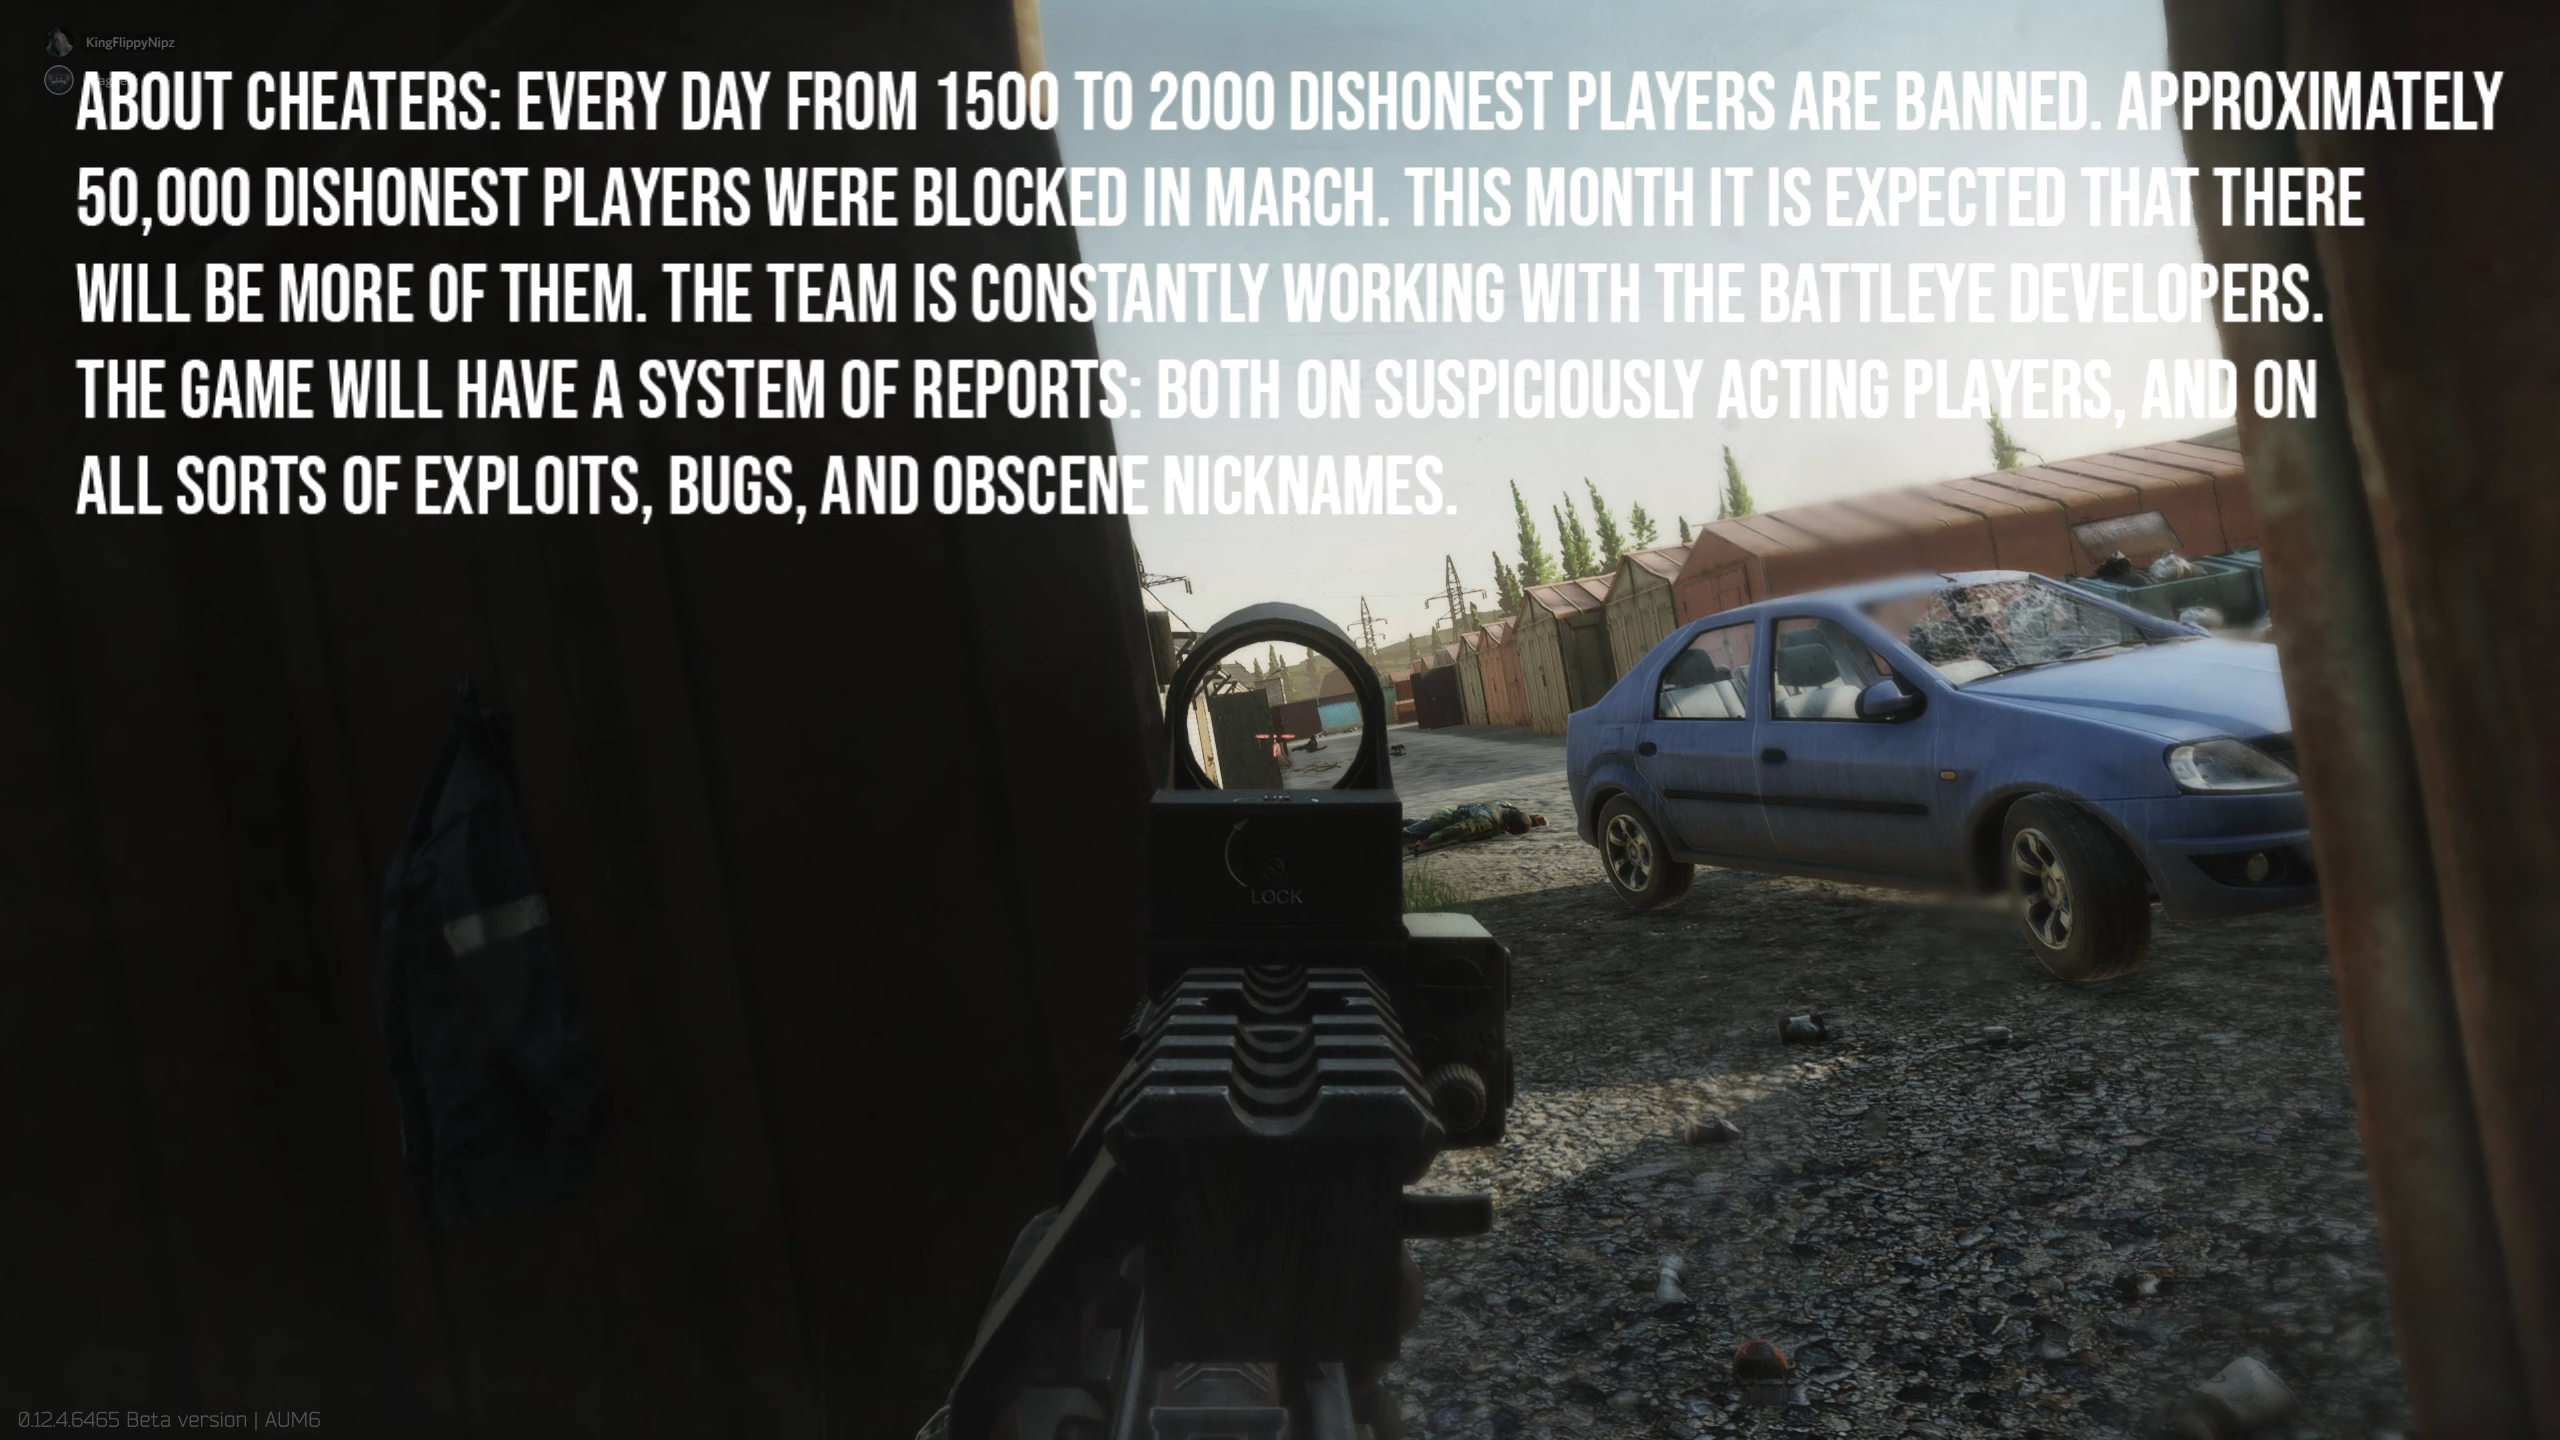 KingFlippyNipz
ABOUT CHEATERS: EVERY DAY FROM 1500 TO 2000 DISHONEST PLAYERS ARE BANNED. APPROXIMATELY
50,000 DISHONEST PLAYERS WERE BLOCKED IN MARCH. THIS MONTH IT IS EXPECTED THAT THERE
WILL BE MORE OF THEM. THE TEAM IS CONSTANTLY WORKING WITH THE BATTLEYE DEVELOPERS.
THE GAME WILL HAVE A SYSTEM OF REPORTS: BOTH ON SUSPICIOUSLY ACTING PLAYERS, AND ON
ALL SORTS OF EXPLOITS, BUGS, AND OBSCENE NICKNAMES.
LOCK
0.12.4.6465 Beta version | AUM6